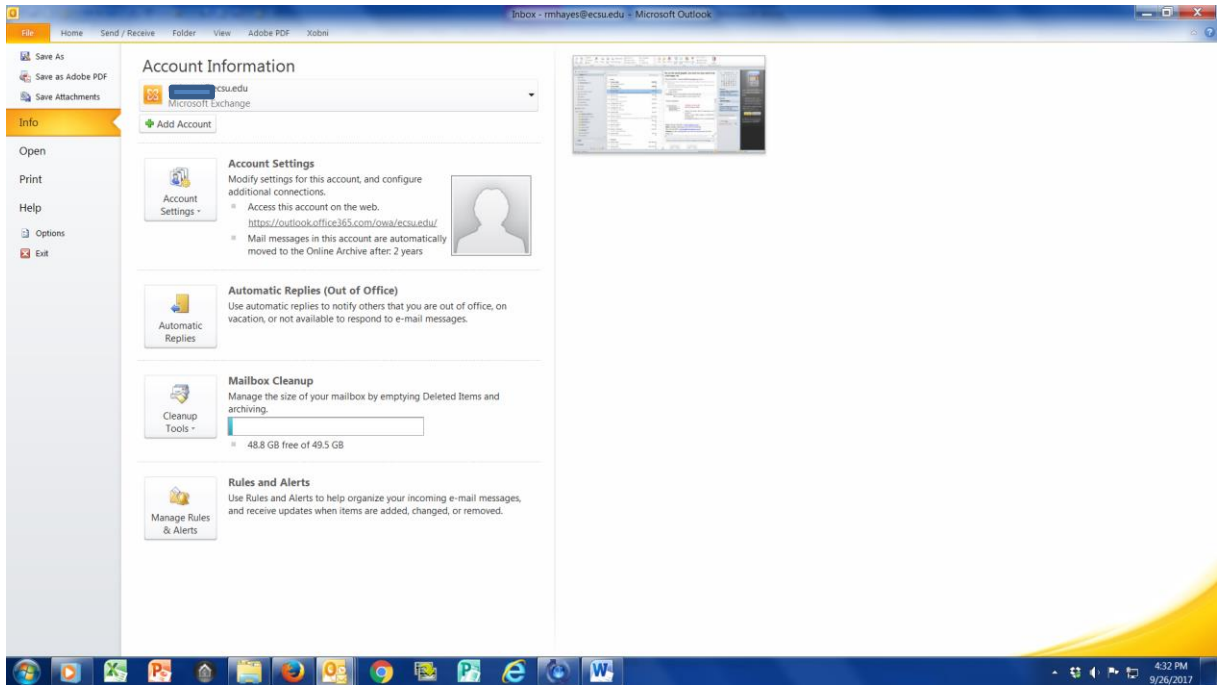 Inbox - rmhayes@ecsu.edu - Microsoft Outlook
File Home Send / Receive Folder View Adobe PDF Xobni
Save As
Save as Adobe PDF
Save Attachments
Info
Open
Print
Help
Options
Exit
Account Information
ecsu.edu
Microsoft Exchange
Add Account
Account Settings
Account Settings
Modify settings for this account, and configure
additional connections.
Access this account on the web.
https://outlook.office365.com/owa/ecsu.edu/
Mail messages in this account are automatically
moved to the Online Archive after: 2 years
Automatic
Replies
Automatic Replies (Out of Office)
Use automatic replies to notify others that you are out of office, on
vacation, or not available to respond to e-mail messages.
Cleanup
Tools
Mailbox Cleanup
Manage the size of your mailbox by emptying Deleted Items and
archiving.
48.8 GB free of 49.5 GB
Manage Rules
& Alerts
Rules and Alerts
Use Rules and Alerts to help organize your incoming e-mail messages,
and receive updates when items are added, changed, or removed.
4:32 PM
9/26/2017